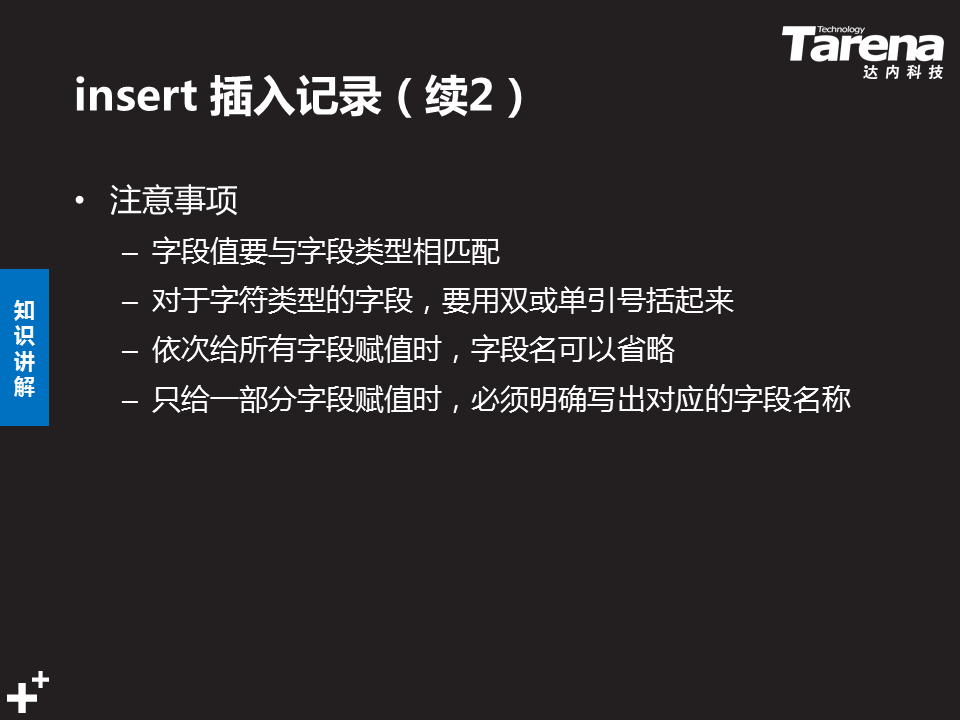 Technology
Tarena
达内科技
insert 插入记录（续2）
• 注意事项
– 字段值要与字段类型相匹配
– 对于字符类型的字段，要用双或单引号括起来
– 依次给所有字段赋值时，字段名可以省略
– 只给一部分字段赋值时，必须明确写出对应的字段名称
知识讲解